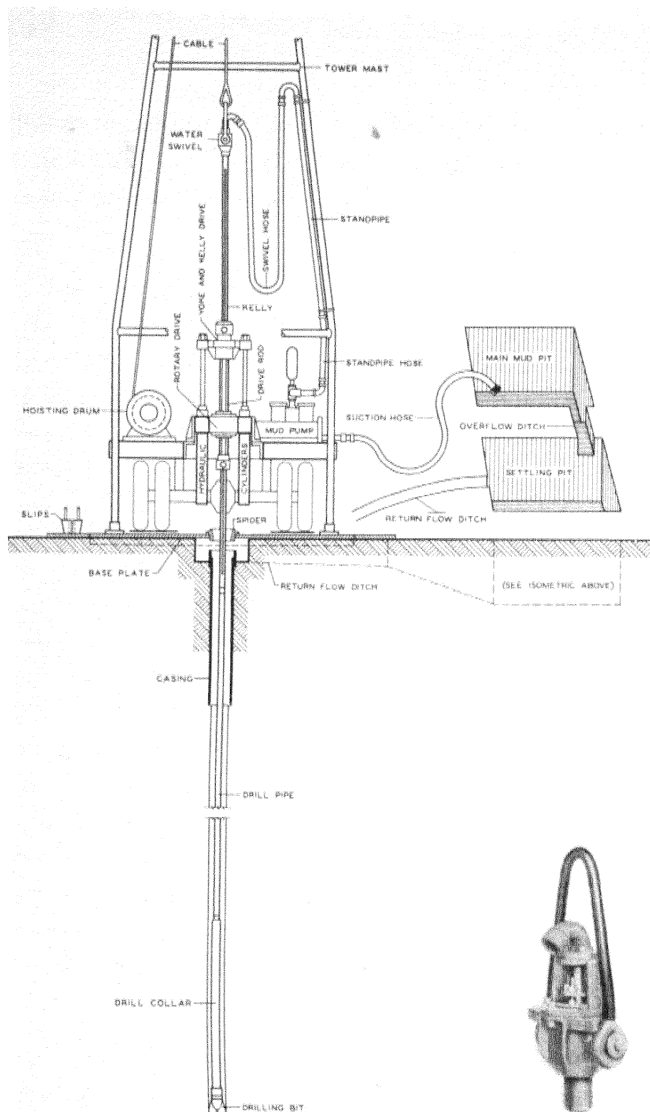 CABLE
TOWER MAST
WATER
SWIVEL
STANDPIPE
SWIVEL HOSE
YOKE AND KELLY DRIVE
KELLY
ROTARY DRIVE
DRIVE ROD
STANDPIPE HOSE
MAIN MUD PIT
HOISTING DRUM
SUCTION HOSE
MUD PUMP
OVERFLOW DITCH
HYDRAULIC
CYLINDERS
SETTLING PIT
SLIPS
SPIDER
RETURN FLOW DITCH
BASE PLATE
RETURN FLOW DITCH
(SEE ISOMETRIC ABOVE)
CASING
DRILL PIPE
DRILL COLLAR
DRILLING BIT